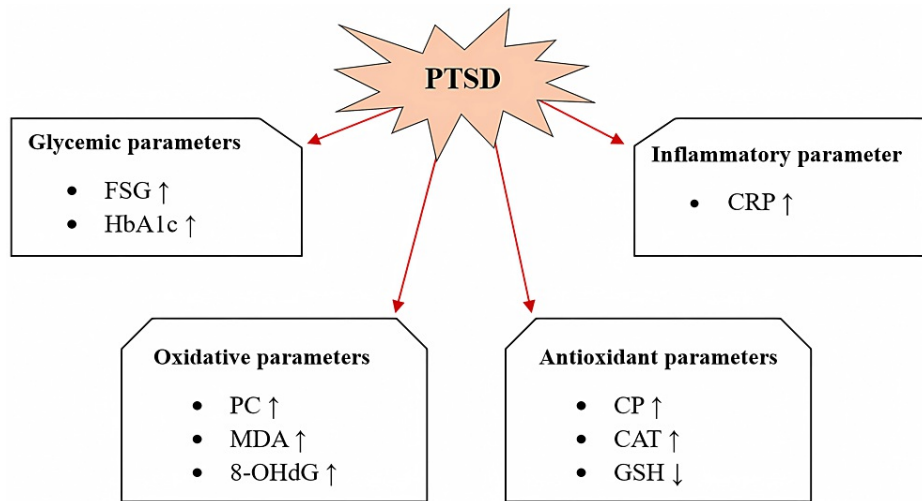 PTSD
Glycemic parameters
• FSG ↑
• HbA1c ↑
Inflammatory parameter
• CRP ↑
Oxidative parameters
• PC ↑
• MDA ↑
• 8-OHdG ↑
Antioxidant parameters
• CP ↑
• CAT ↑
• GSH ↓